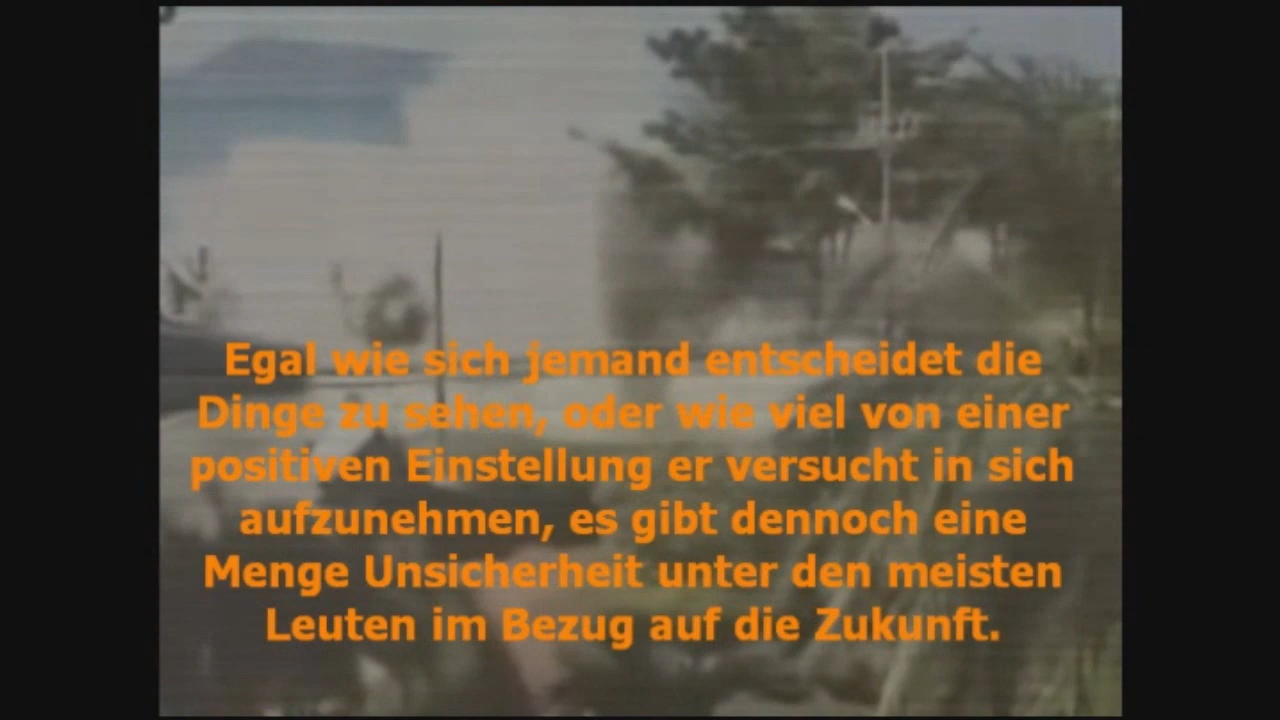 Egal wie sich jemand entscheidet die
Dinge zu sehen, oder wie viel von einer
positiven Einstellung er versucht in sich
aufzunehmen, es gibt dennoch eine
Menge Unsicherheit unter den meisten
Leuten im Bezug auf die Zukunft.